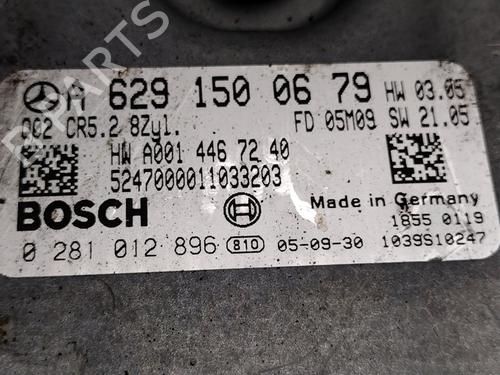 A 629 150 06 79 HW 03.05
002 CR5.2 8Zyl. FD 05M09 SW 21.05
HW A001 446 72 40
5247000011033203
BOSCH Made in Germany
1855 0119
0 281 012 896 810 05-09-30 1039S10247